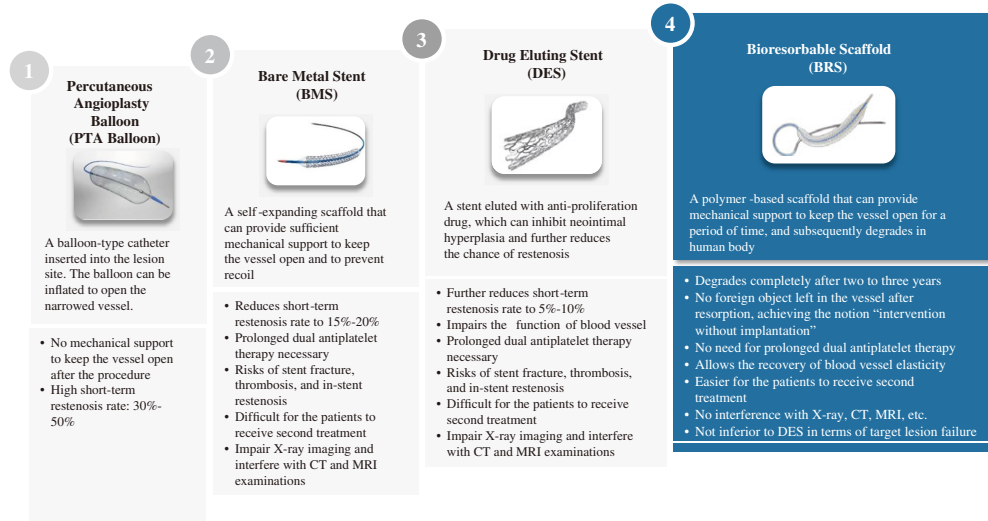 1
Percutaneous
Angioplasty
Balloon
(PTA Balloon)
A balloon-type catheter
inserted into the lesion
site. The balloon can be
inflated to open the
narrowed vessel.
• No mechanical support
to keep the vessel open
after the procedure
• High short-term
restenosis rate: 30%-
50%
2
Bare Metal Stent
(BMS)
A self -expanding scaffold that
can provide sufficient
mechanical support to keep
the vessel open and to prevent
recoil
• Reduces short-term
restenosis rate to 15%-20%
• Prolonged dual antiplatelet
therapy necessary
• Risks of stent fracture,
thrombosis, and in-stent
restenosis
• Difficult for the patients to
receive second treatment
• Impair X-ray imaging and
interfere with CT and MRI
examinations
3
Drug Eluting Stent
(DES)
A stent eluted with anti-proliferation
drug, which can inhibit neointimal
hyperplasia and further reduces
the chance of restenosis
• Further reduces short-term
restenosis rate to 5%-10%
• Impairs the function of blood vessel
• Prolonged dual antiplatelet therapy
necessary
• Risks of stent fracture, thrombosis,
and in-stent restenosis
• Difficult for the patients to receive
second treatment
• Impair X-ray imaging and interfere
with CT and MRI examinations
4
Bioresorbable Scaffold
(BRS)
A polymer -based scaffold that can provide
mechanical support to keep the vessel open for a
period of time, and subsequently degrades in
human body
• Degrades completely after two to three years
• No foreign object left in the vessel after
resorption, achieving the notion “intervention
without implantation”
• No need for prolonged dual antiplatelet therapy
• Allows the recovery of blood vessel elasticity
• Easier for the patients to receive second
treatment
• No interference with X-ray, CT, MRI, etc.
• Not inferior to DES in terms of target lesion failure